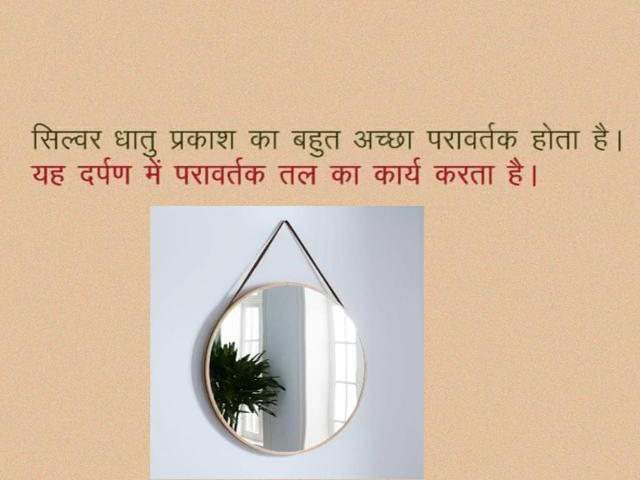 सिल्वर धातु प्रकाश का बहुत अच्छा परावर्तक होता है।
यह दर्पण में परावर्तक तल का कार्य करता है।